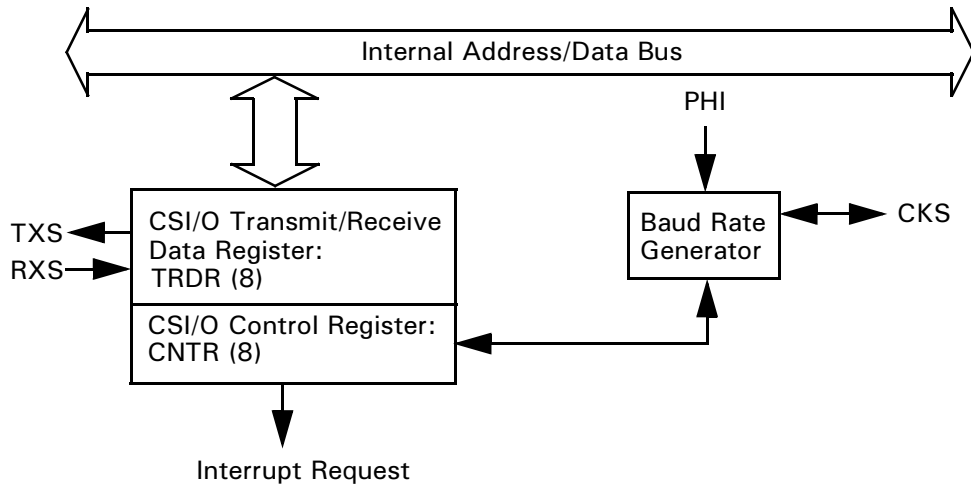 Internal Address/Data Bus
PHI
TXS
RXS
CSI/O Transmit/Receive
Data Register:
TRDR (8)
Baud Rate
Generator
CKS
CSI/O Control Register:
CNTR (8)
Interrupt Request